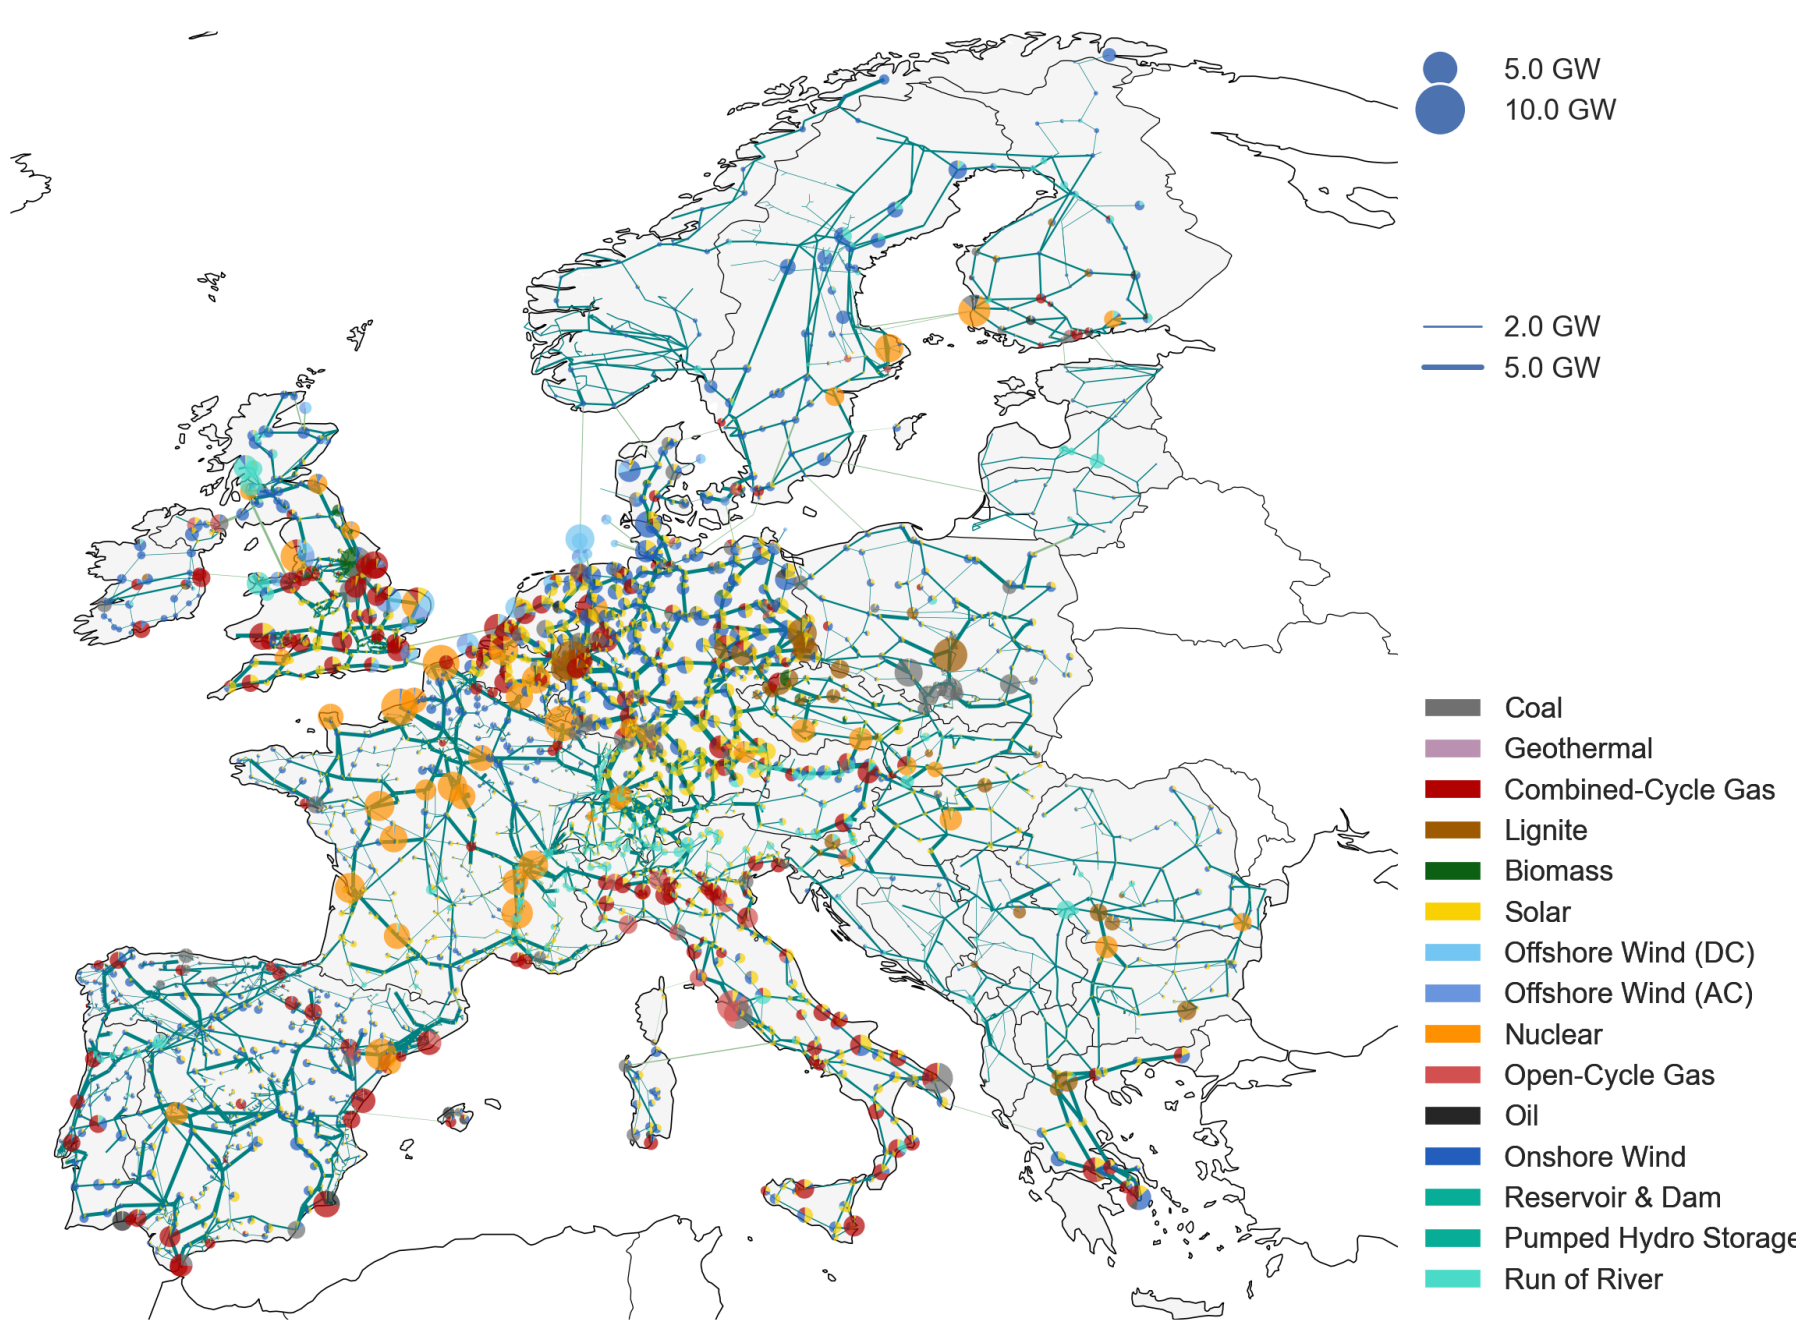 5.0 GW
10.0 GW
2.0 GW
5.0 GW
Coal
Geothermal
Combined-Cycle Gas
Lignite
Biomass
Solar
Offshore Wind (DC)
Offshore Wind (AC)
Nuclear
Open-Cycle Gas
Oil
Onshore Wind
Reservoir & Dam
Pumped Hydro Storage
Run of River